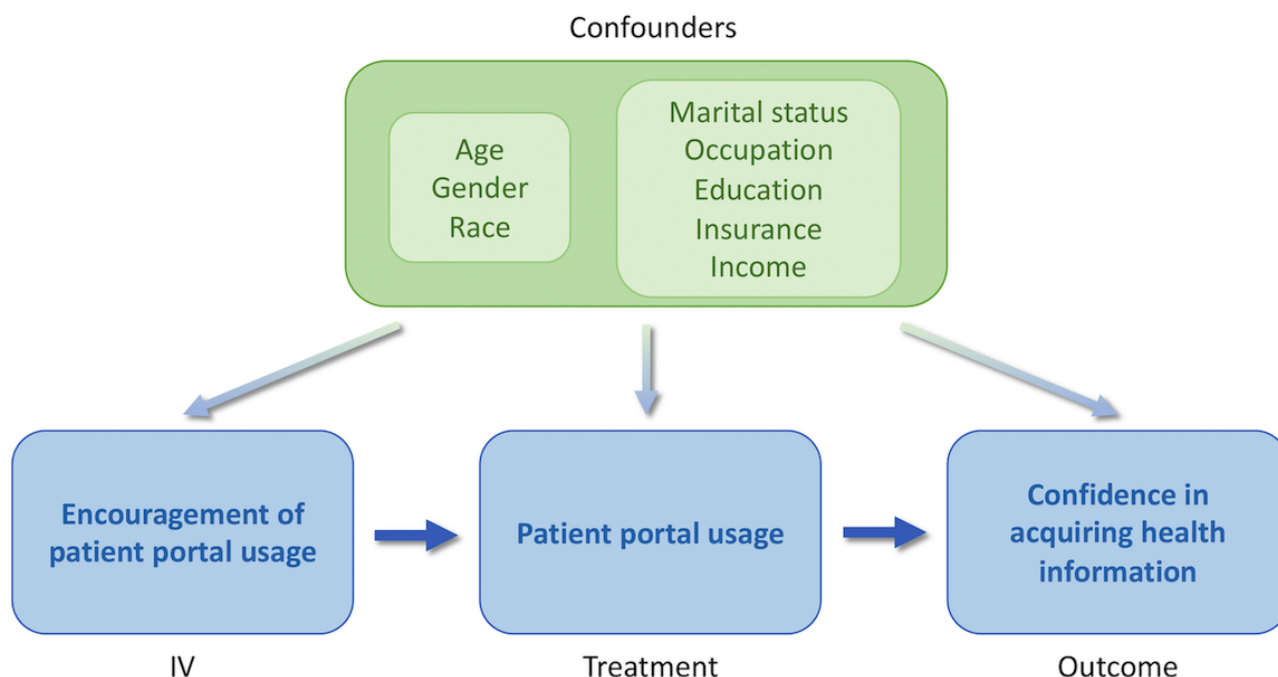 Confounders
Age
Gender
Race
Marital status
Occupation
Education
Insurance
Income
Encouragement of
patient portal usage
Patient portal usage
Confidence in
acquiring health
information
IV
Treatment
Outcome